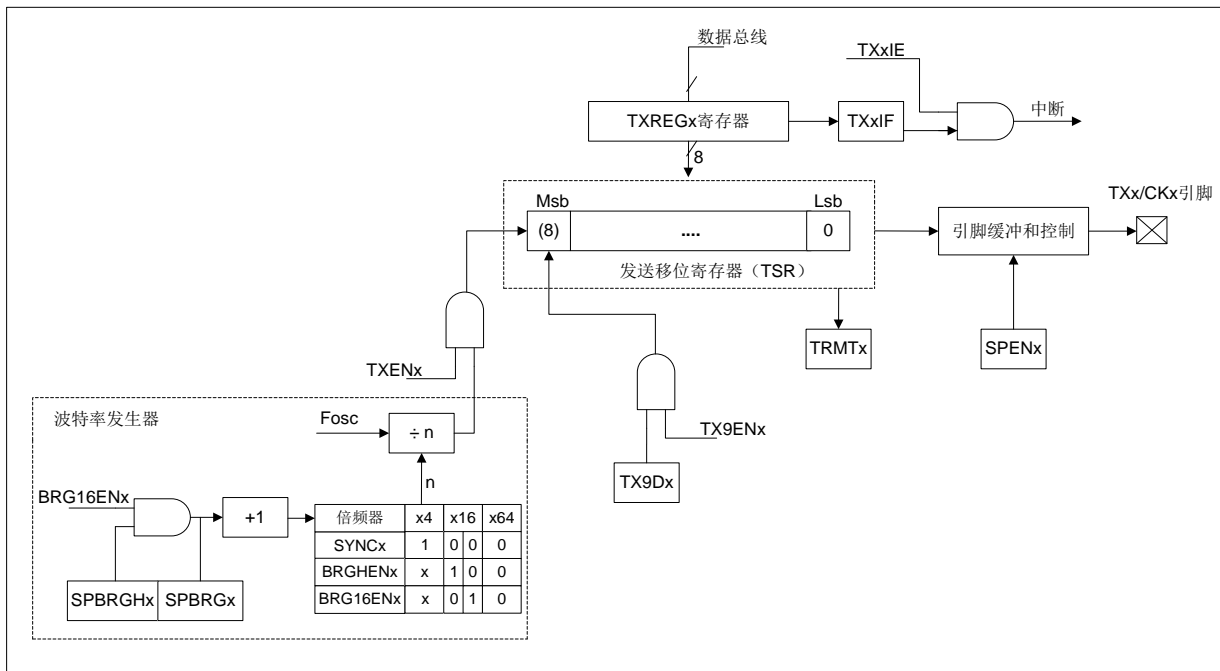 数据总线
TXxIE
TXREGx寄存器
TXxIF
中断
8
Msb
Lsb
TXx/CKx引脚
(8)
....
0
引脚缓冲和控制
发送移位寄存器（TSR）
TRMTx
SPENx
TXENx
波特率发生器
Fosc
÷ n
TX9ENx
TX9Dx
n
BRG16ENx
+1
倍频器 x4 x16 x64
SYNCx 1 0 0 0
BRGHENx x 1 0 0
BRG16ENx x 0 1 0
SPBRGHx SPBRGx